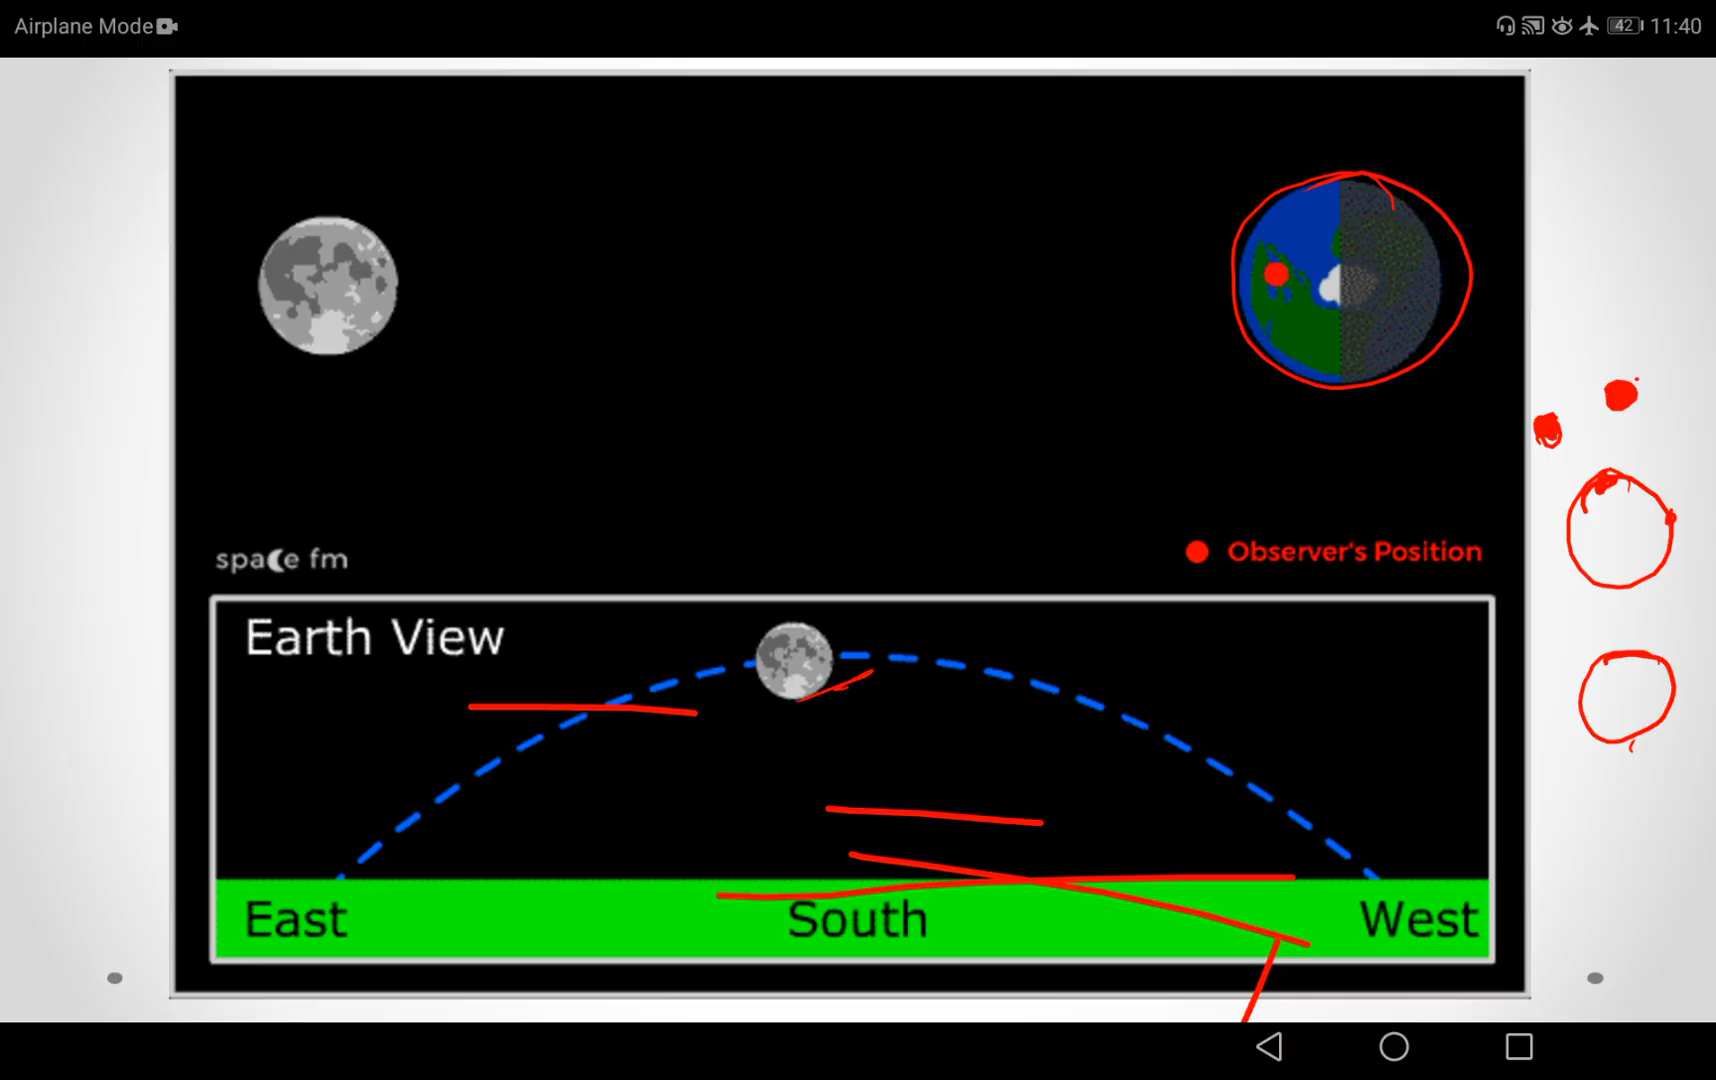 Airplane Mode
42 11:40
space fm
Observer's Position
Earth View
East South West